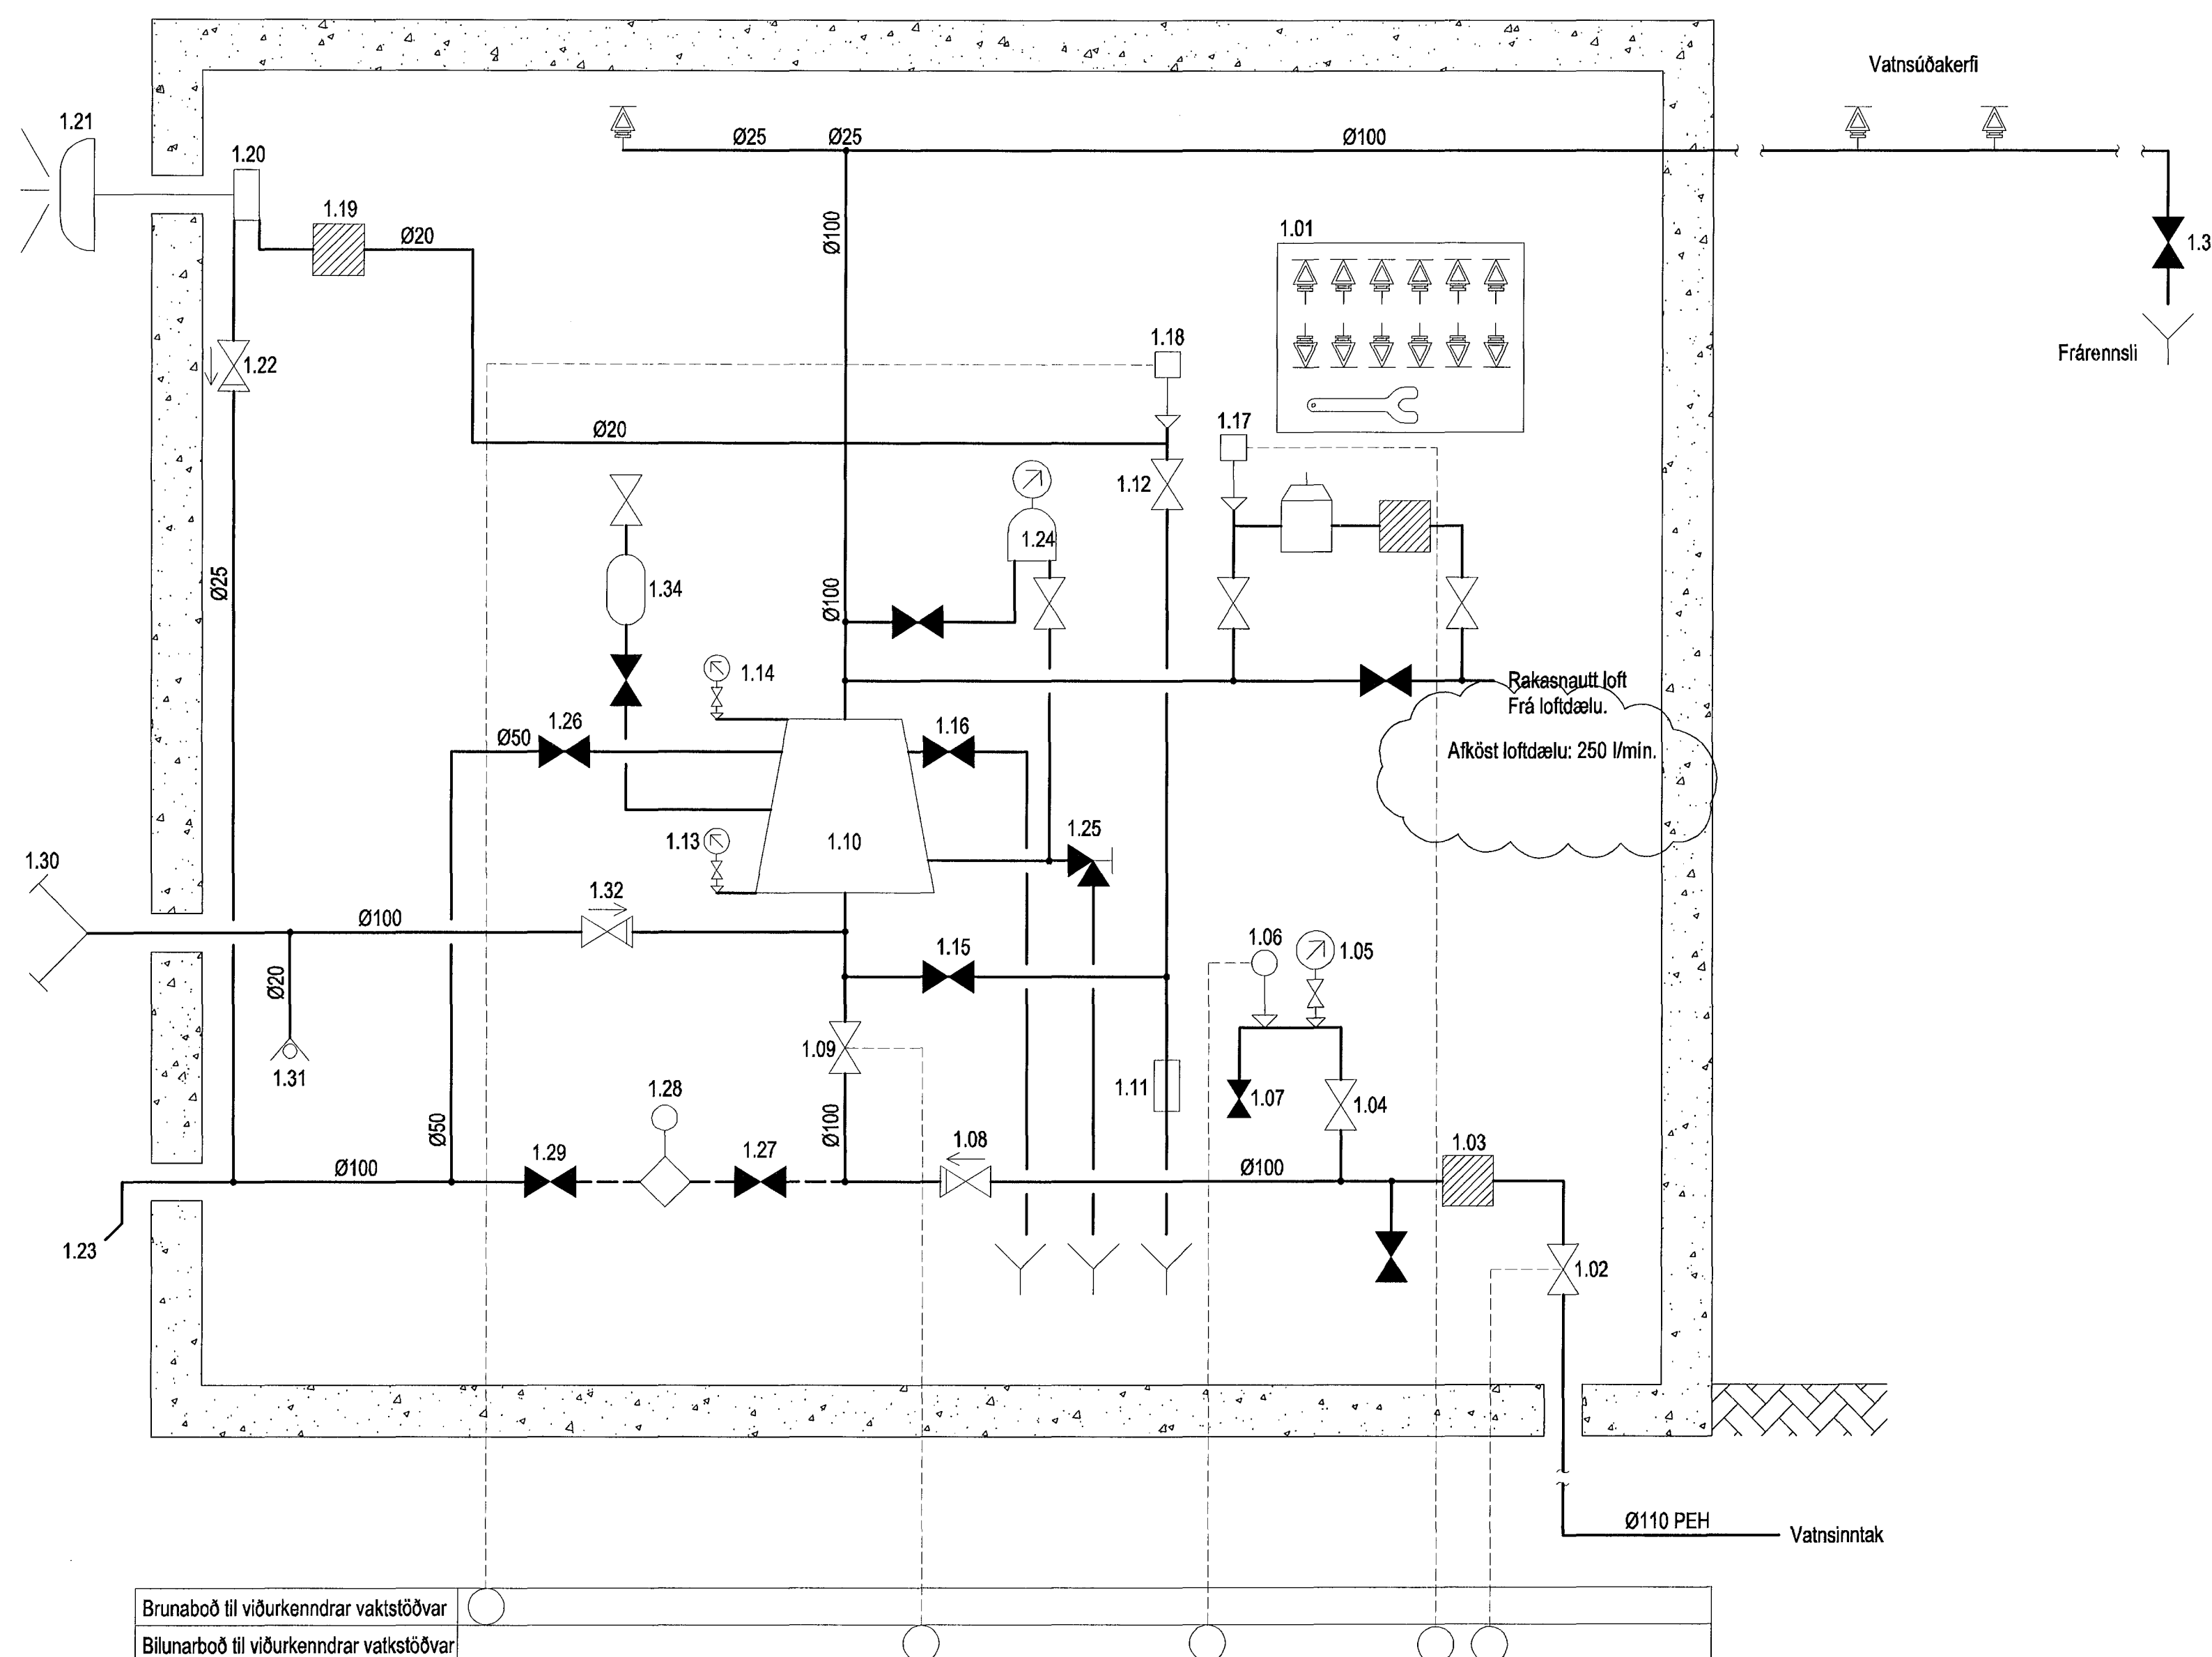 Vatnsúðakerfi
1.21
1.20
Ø25
Ø25
Ø100
1.19
Ø20
Ø100
1.01
1.3
Frárennsli
1.22
1.18
Ø20
1.17
1.12
1.24
Ø25
1.34
Ø100
1.14
Rakasnautt loft
Frá loftdælu.
Ø50
1.26
1.16
Afköst loftdælu: 250 l/mín.
1.13
1.10
1.25
1.30
1.32
Ø100
1.06
1.05
1.15
Ø20
1.09
1.31
1.28
1.11
1.07
1.04
Ø50
Ø100
1.29
1.27
1.08
1.03
Ø100
Ø100
1.23
1.02
Ø110 PEH
Vatnsinntak
Brunaboð til viðurkenndrar vaktstöðvar
Bilunarboð til viðurkenndrar vatkstöðvar